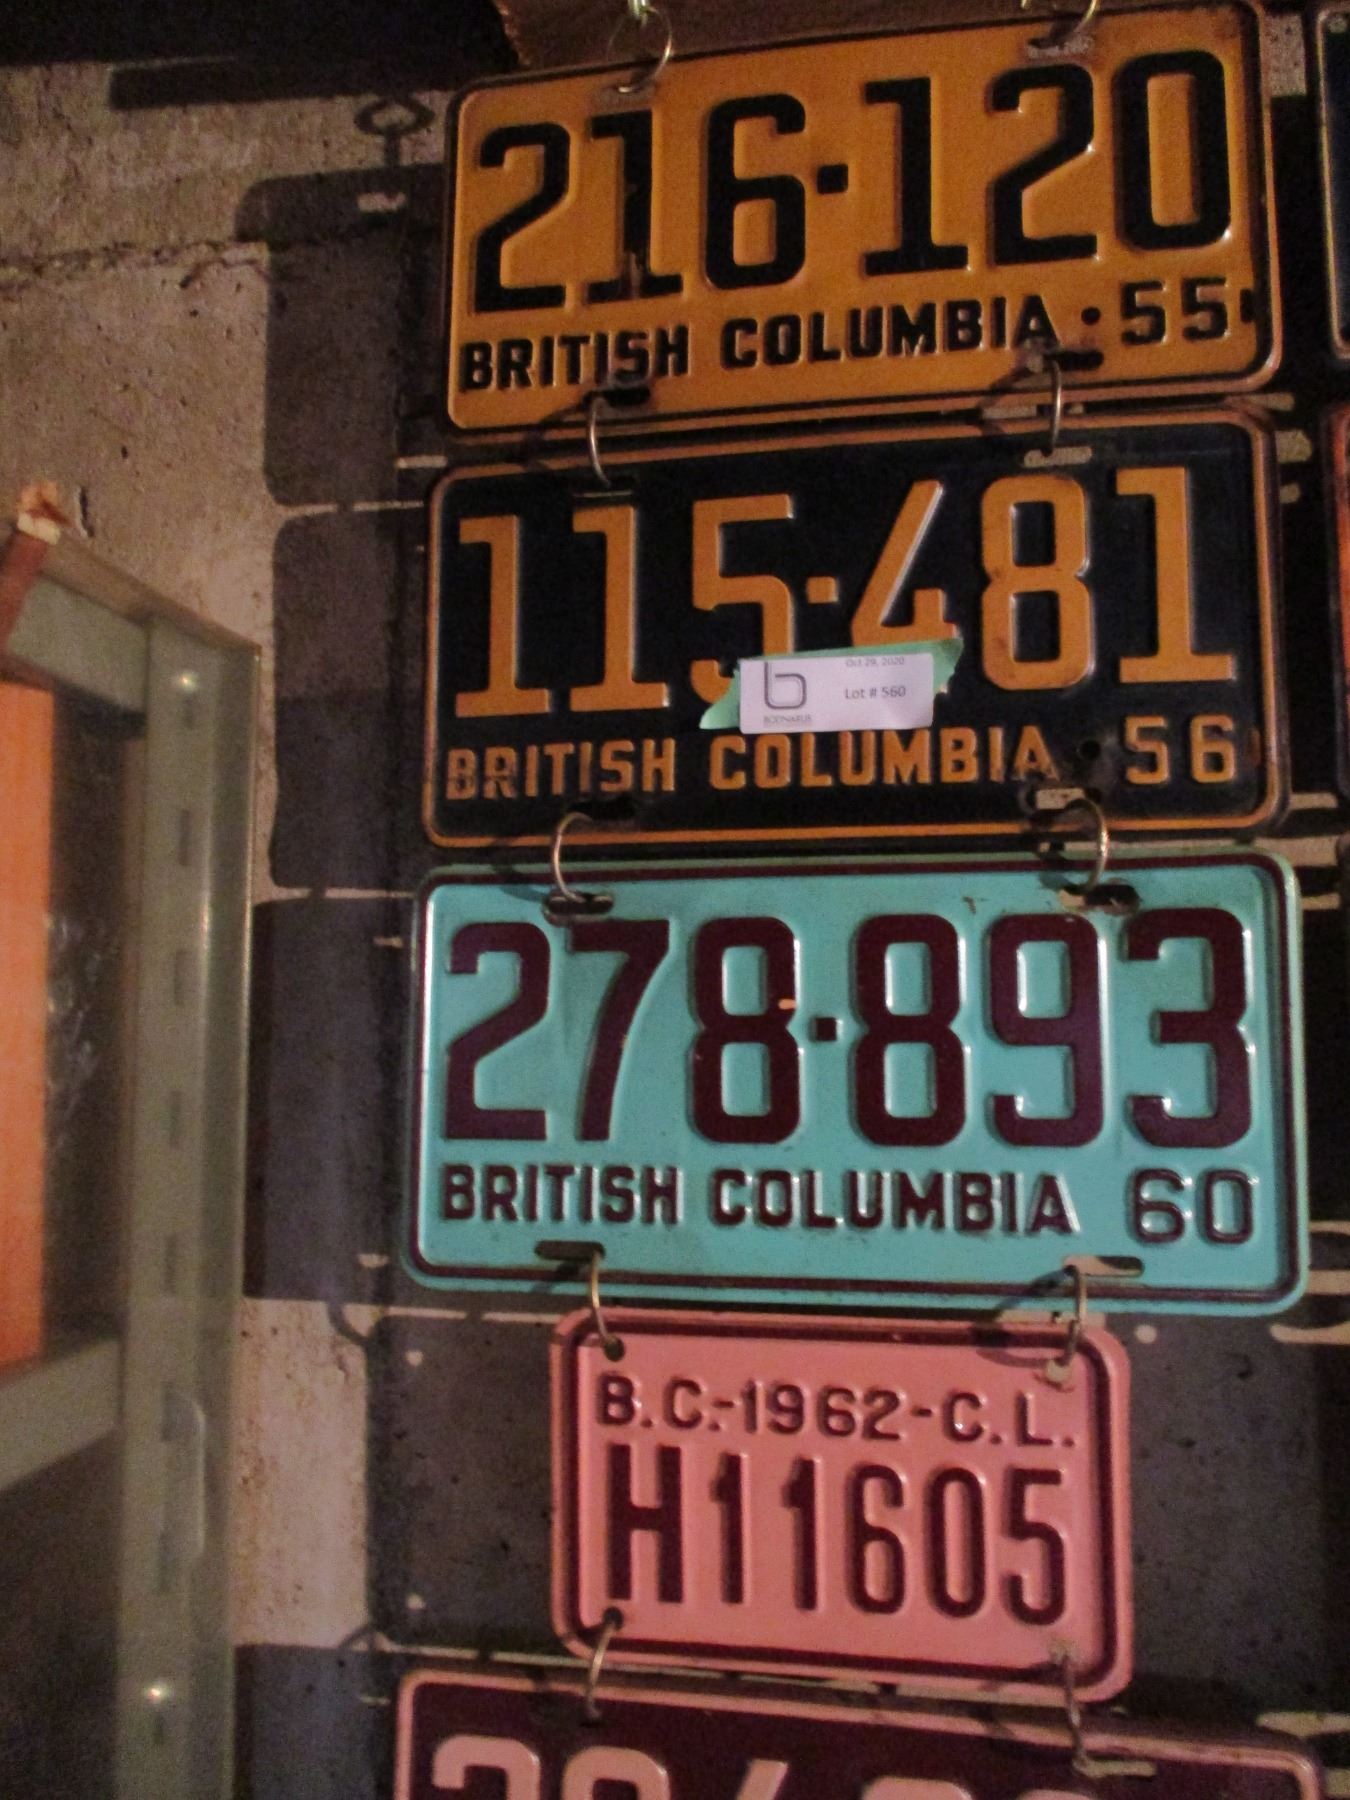 216·120
BRITISH COLUMBIA·55
115·481
Oct 29, 2020
Lot # 560
BRITISH COLUMBIA·56
278·893
BRITISH COLUMBIA 60
B.C.-1962-C.L.
H11605